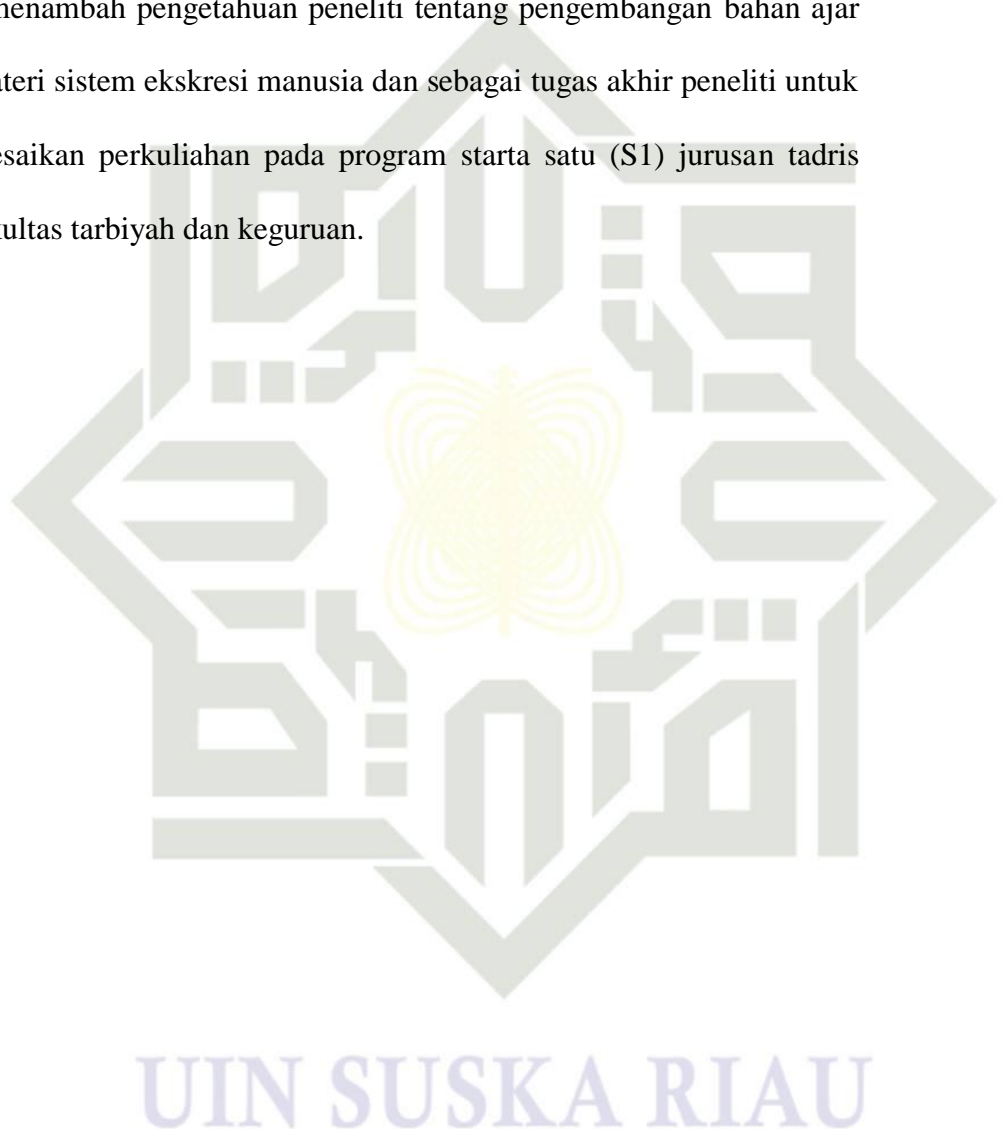 menambah pengetahuan peneliti tentang pengembangan bahan ajar
ateri sistem ekskresi manusia dan sebagai tugas akhir peneliti untuk
esaikan perkuliahan pada program starta satu (S1) jurusan tadris
kultas tarbiyah dan keguruan.
UIN SUSKA RIAU